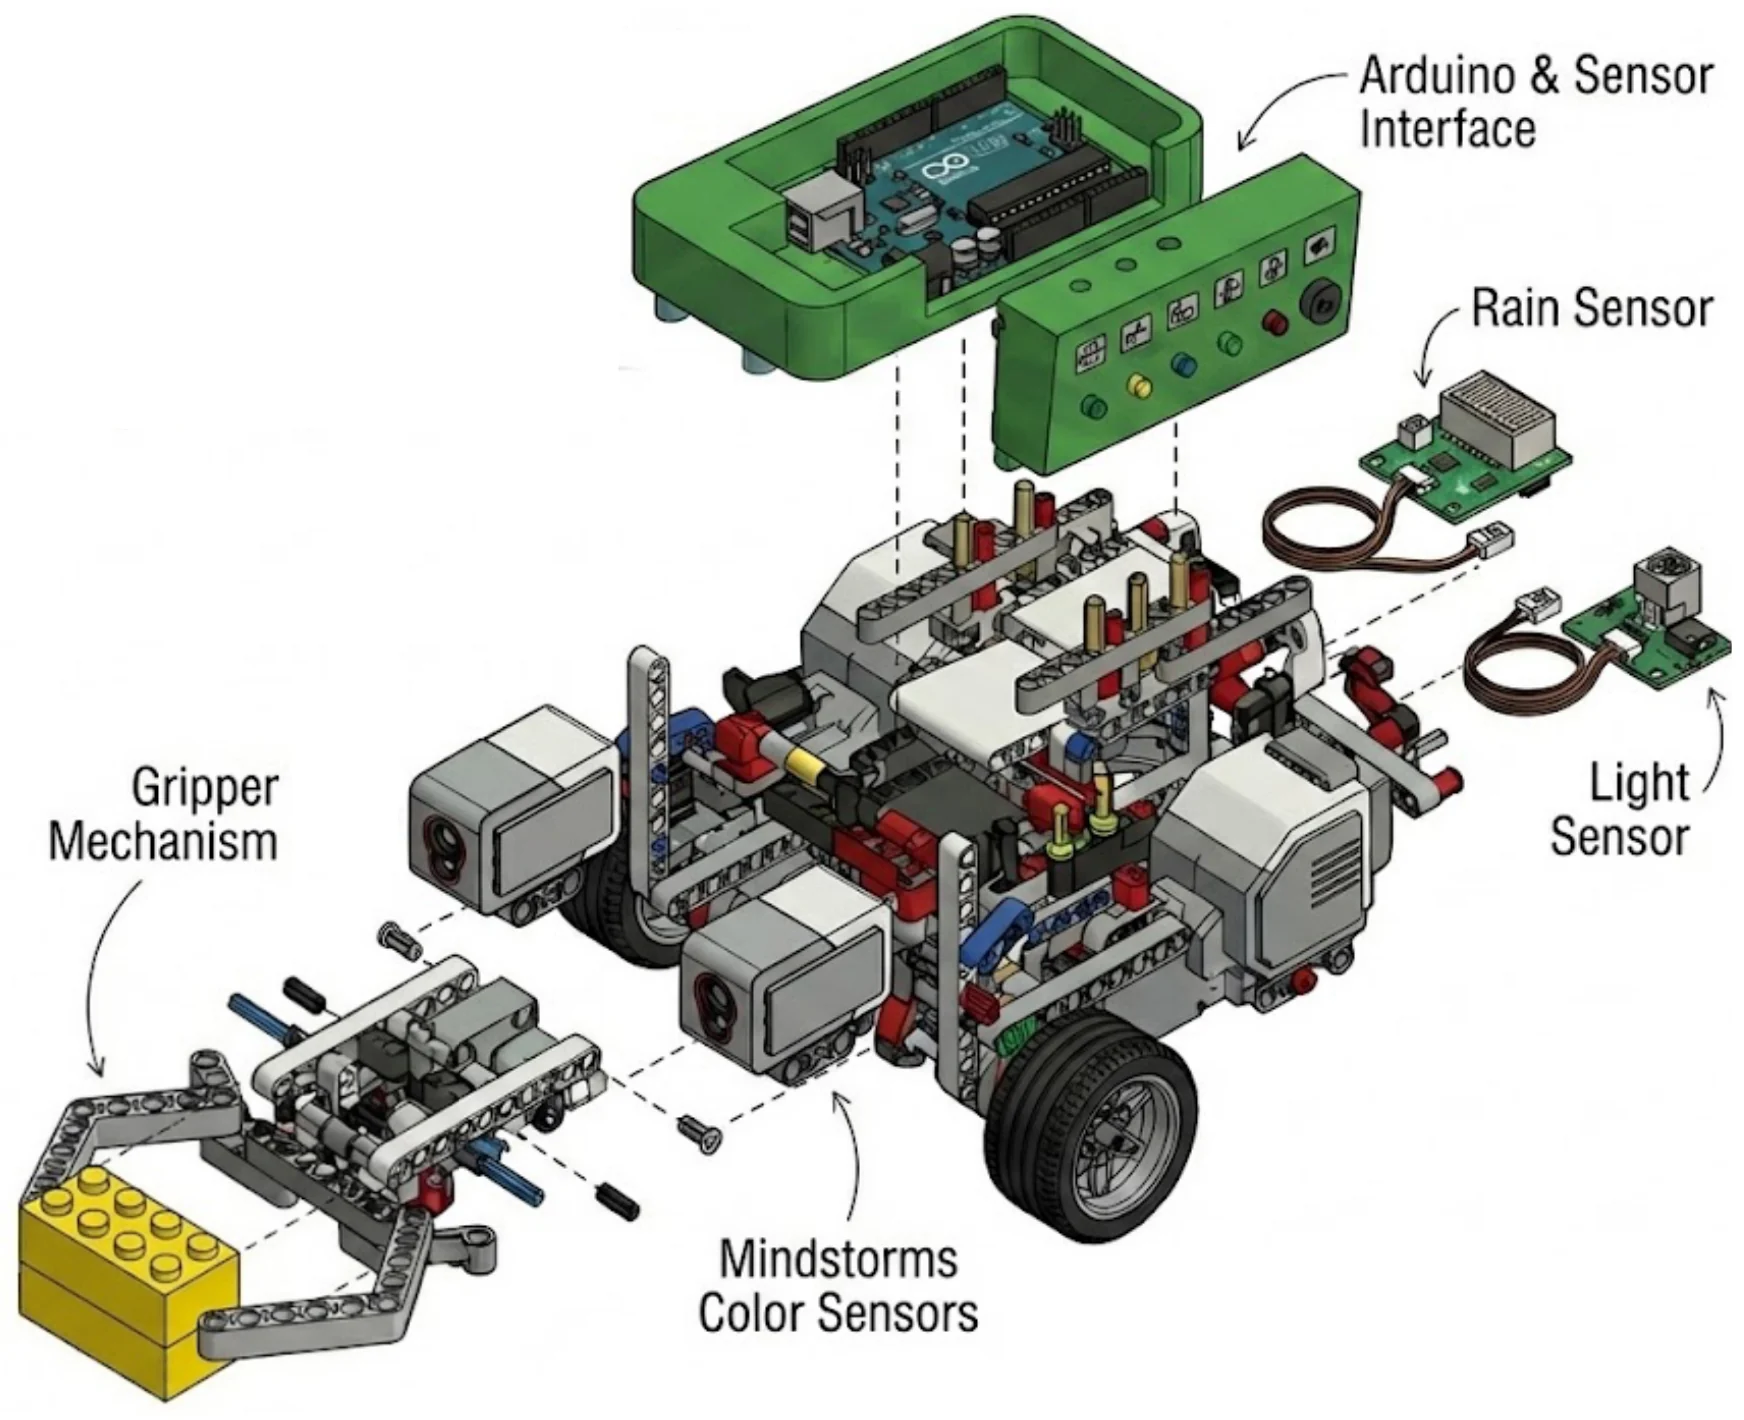 Arduino & Sensor
Interface
Rain Sensor
Light
Sensor
Gripper
Mechanism
Mindstorms
Color Sensors